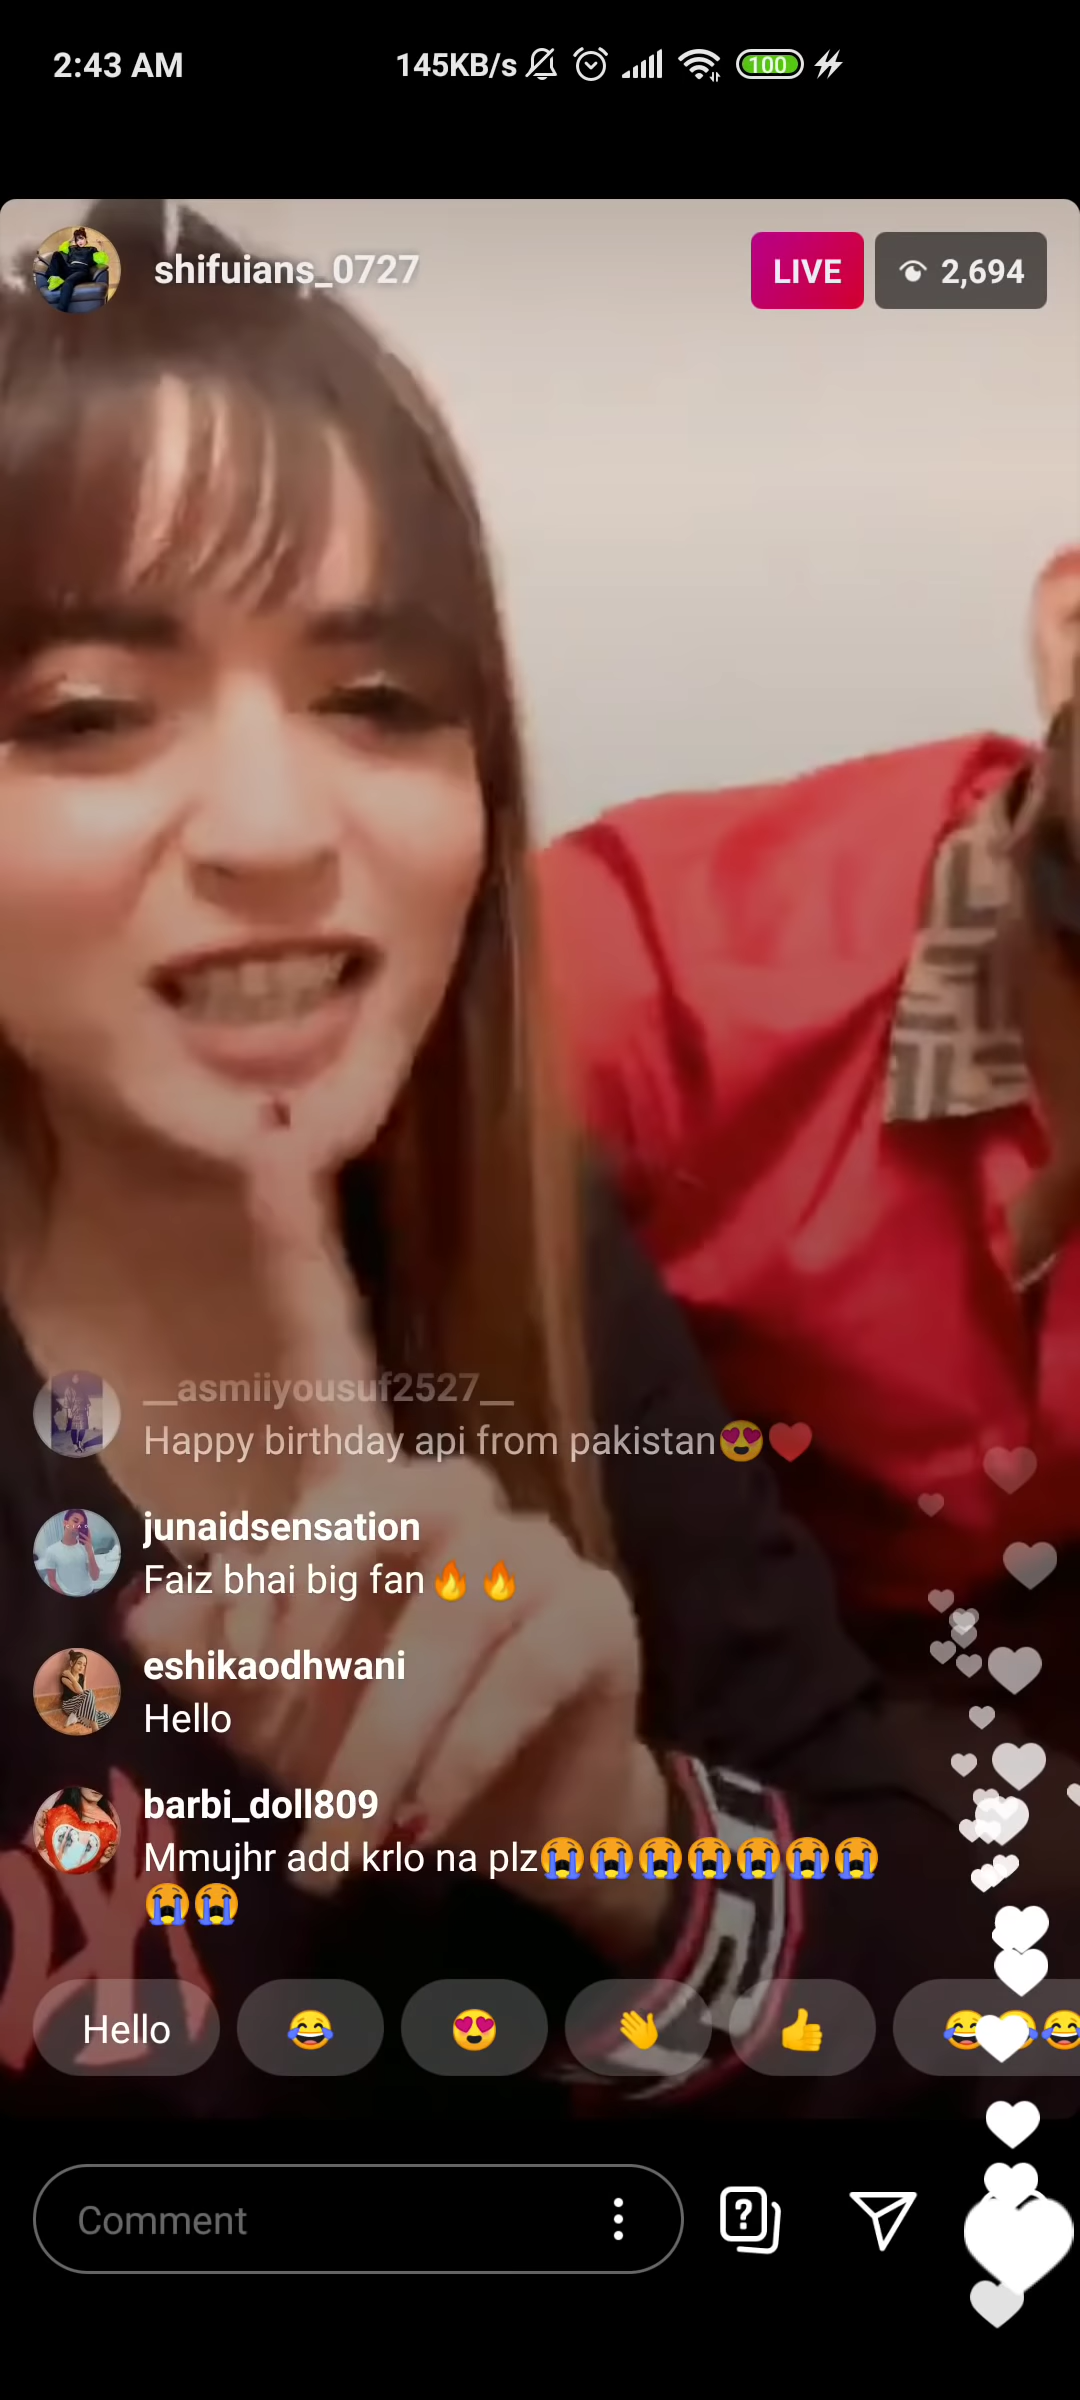 2:43 AM
145KB/s
100
shifuians_0727
LIVE
2,694
__asmiiyousuf2527__
Happy birthday api from pakistan😍❤️
junaidsensation
Faiz bhai big fan🔥🔥
eshikaodhwani
Hello
barbi_doll809
Mmujhr add krlo na plz😭😭😭😭😭😭😭
😭😭
Hello 😂 😍 👋 👍 😂😂😂
Comment